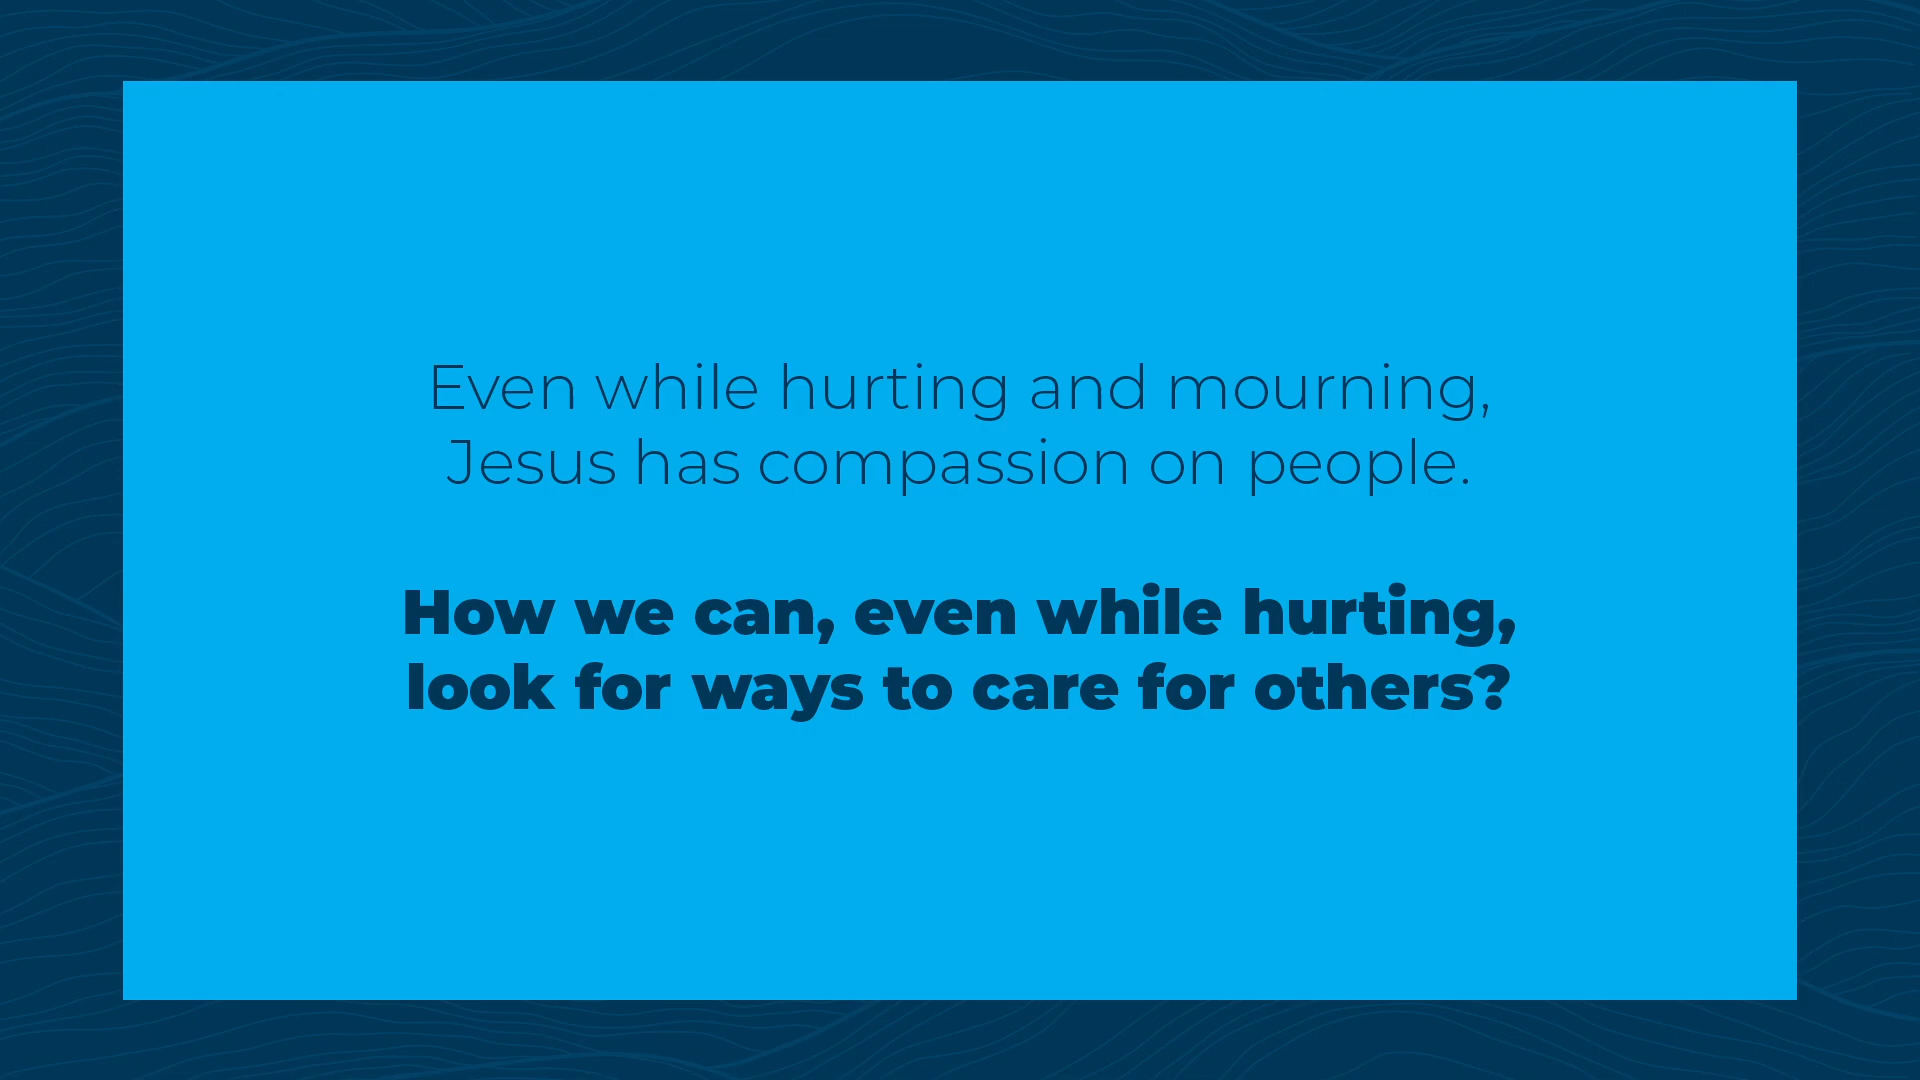 Even while hurting and mourning,
Jesus has compassion on people.
How we can, even while hurting,
look for ways to care for others?